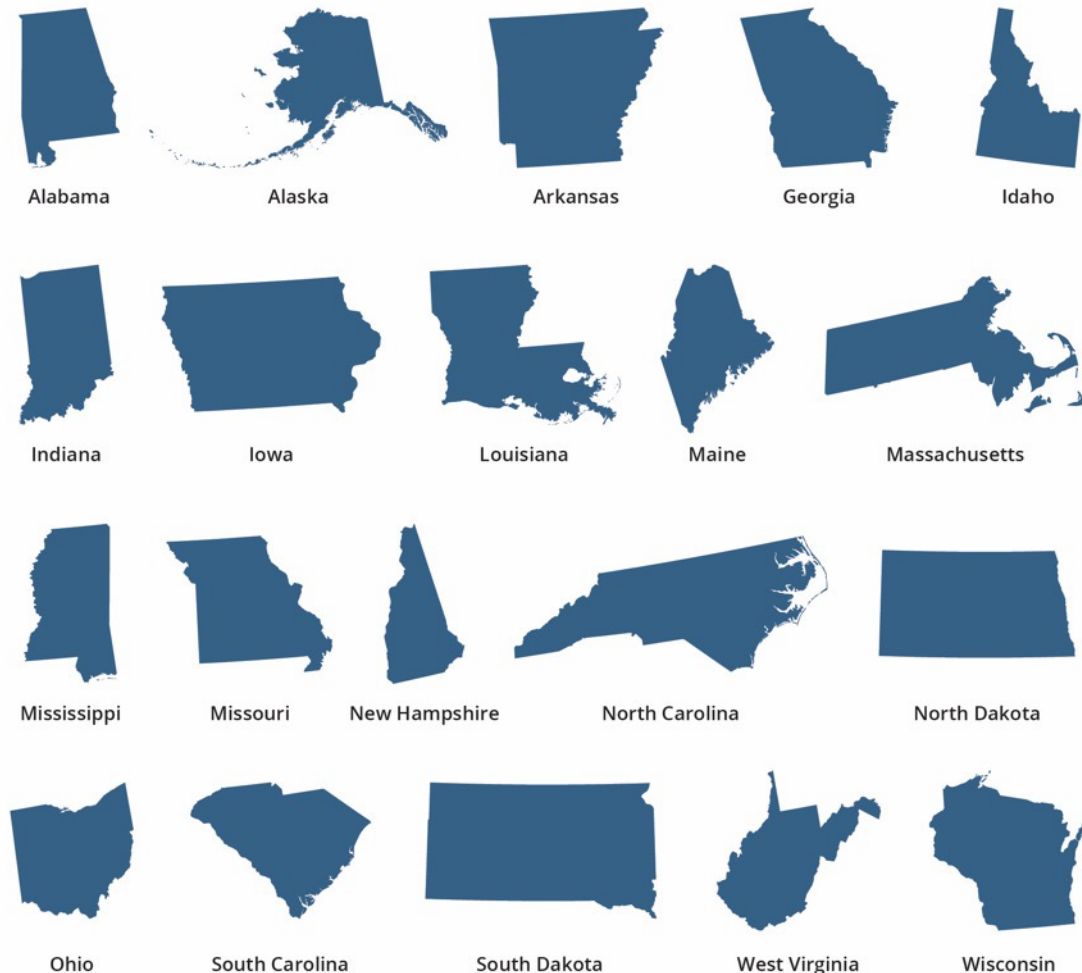 Alabama Alaska Arkansas Georgia Idaho
Indiana Iowa Louisiana Maine Massachusetts
Mississippi Missouri New Hampshire North Carolina North Dakota
Ohio South Carolina South Dakota West Virginia Wisconsin